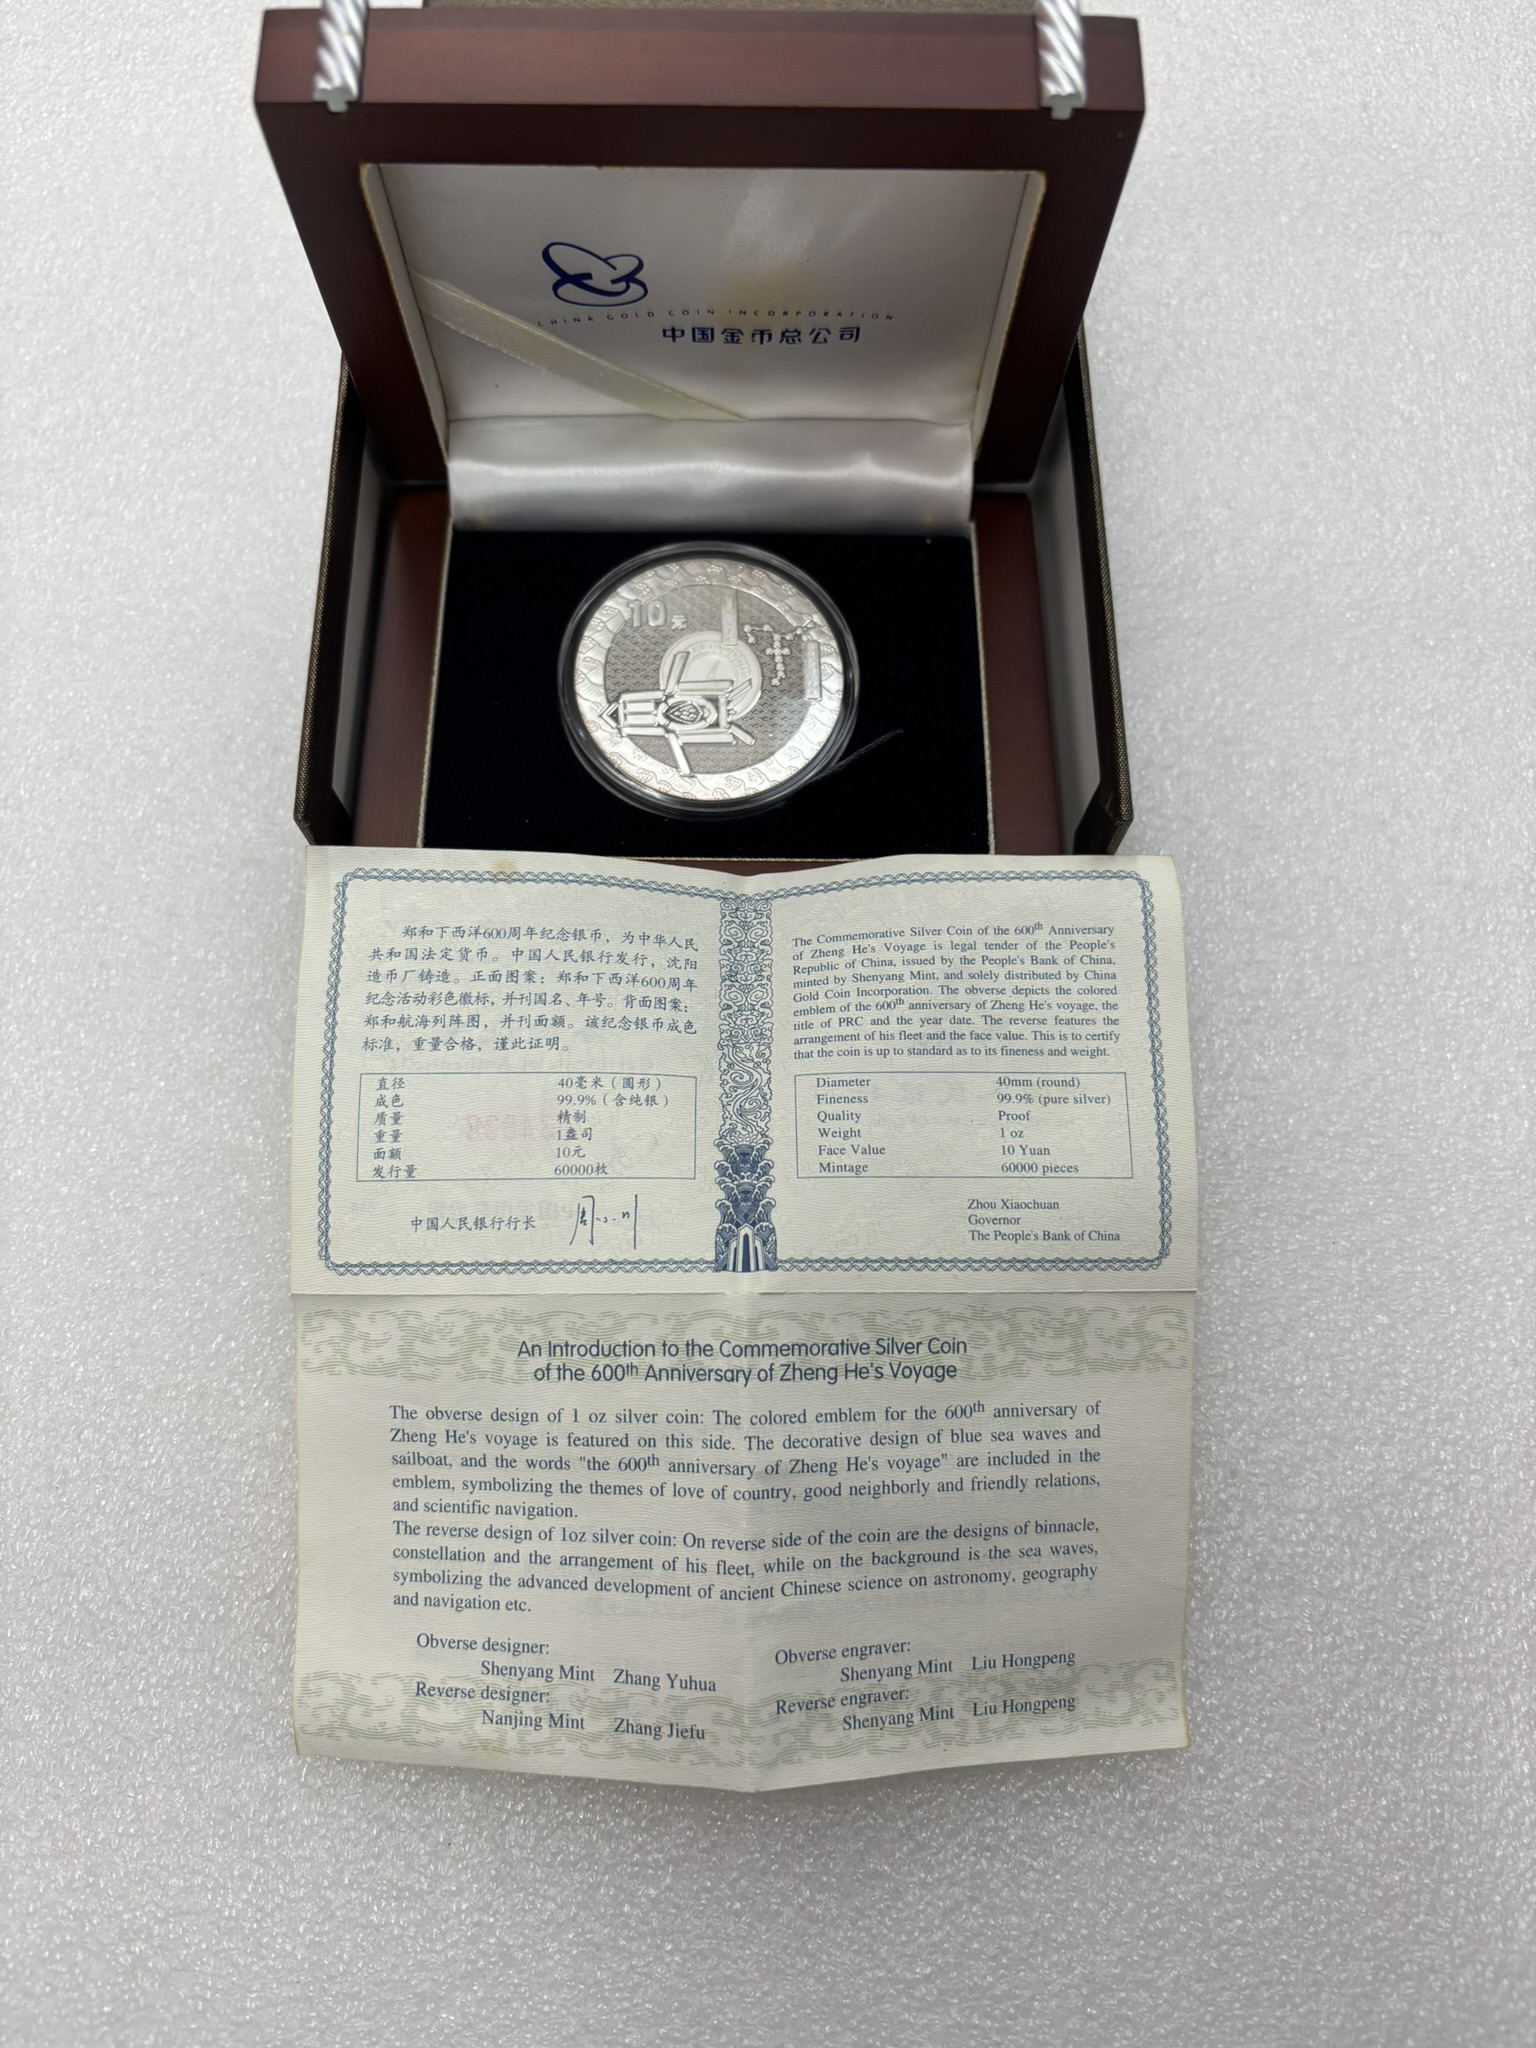 CHINA GOLD COIN INCORPORATION
中国金币总公司
10元
郑和下西洋600周年纪念银币，为中华人民
共和国法定货币。中国人民银行发行，沈阳
造币厂铸造。正面图案：郑和下西洋600周年
纪念活动彩色徽标，并刊国名、年号。背面图案：
郑和航海列阵图，并刊面额。该纪念银币成色
标准，重量合格，谨此证明。
直径 40毫米（圆形）
成色 99.9%（含纯银）
质量 精制
重量 1盎司
面额 10元
发行量 60000枚
中国人民银行行长 周小川
The Commemorative Silver Coin of the 600th Anniversary
of Zheng He's Voyage is legal tender of the People's
Republic of China, issued by the People's Bank of China,
minted by Shenyang Mint, and solely distributed by China
Gold Coin Incorporation. The obverse depicts the colored
emblem of the 600th anniversary of Zheng He's voyage, the
title of PRC and the year date. The reverse features the
arrangement of his fleet and the face value. This is to certify
that the coin is up to standard as to its fineness and weight.
Diameter 40mm (round)
Fineness 99.9% (pure silver)
Quality Proof
Weight 1 oz
Face Value 10 Yuan
Mintage 60000 pieces
Zhou Xiaochuan
Governor
The People's Bank of China
An Introduction to the Commemorative Silver Coin
of the 600th Anniversary of Zheng He's Voyage
The obverse design of 1 oz silver coin: The colored emblem for the 600th anniversary of
Zheng He's voyage is featured on this side. The decorative design of blue sea waves and
sailboat, and the words "the 600th anniversary of Zheng He's voyage" are included in the
emblem, symbolizing the themes of love of country, good neighborly and friendly relations,
and scientific navigation.
The reverse design of 1oz silver coin: On reverse side of the coin are the designs of binnacle,
constellation and the arrangement of his fleet, while on the background is the sea waves,
symbolizing the advanced development of ancient Chinese science on astronomy, geography
and navigation etc.
Obverse designer:
Shenyang Mint Zhang Yuhua
Reverse designer:
Nanjing Mint Zhang Jiefu
Obverse engraver:
Shenyang Mint Liu Hongpeng
Reverse engraver:
Shenyang Mint Liu Hongpeng